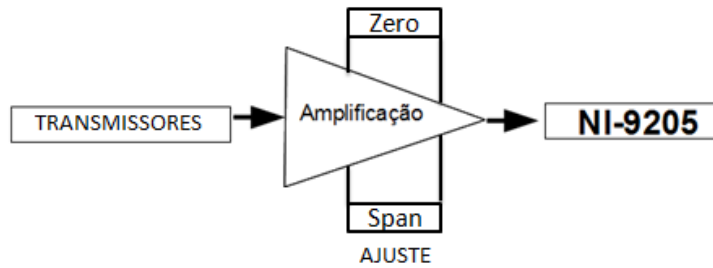 Zero
Amplificação
TRANSMISSORES
NI-9205
Span
AJUSTE